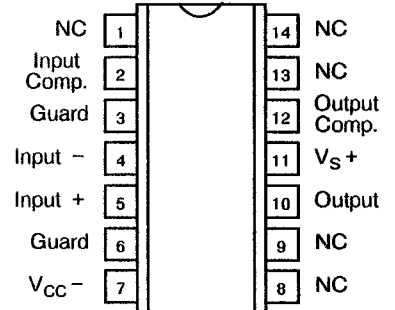 NC 1 14 NC
Input Comp. 2 13 NC
Guard 3 12 Output Comp.
Input − 4 11 VS +
Input + 5 10 Output
Guard 6 9 NC
VCC − 7 8 NC